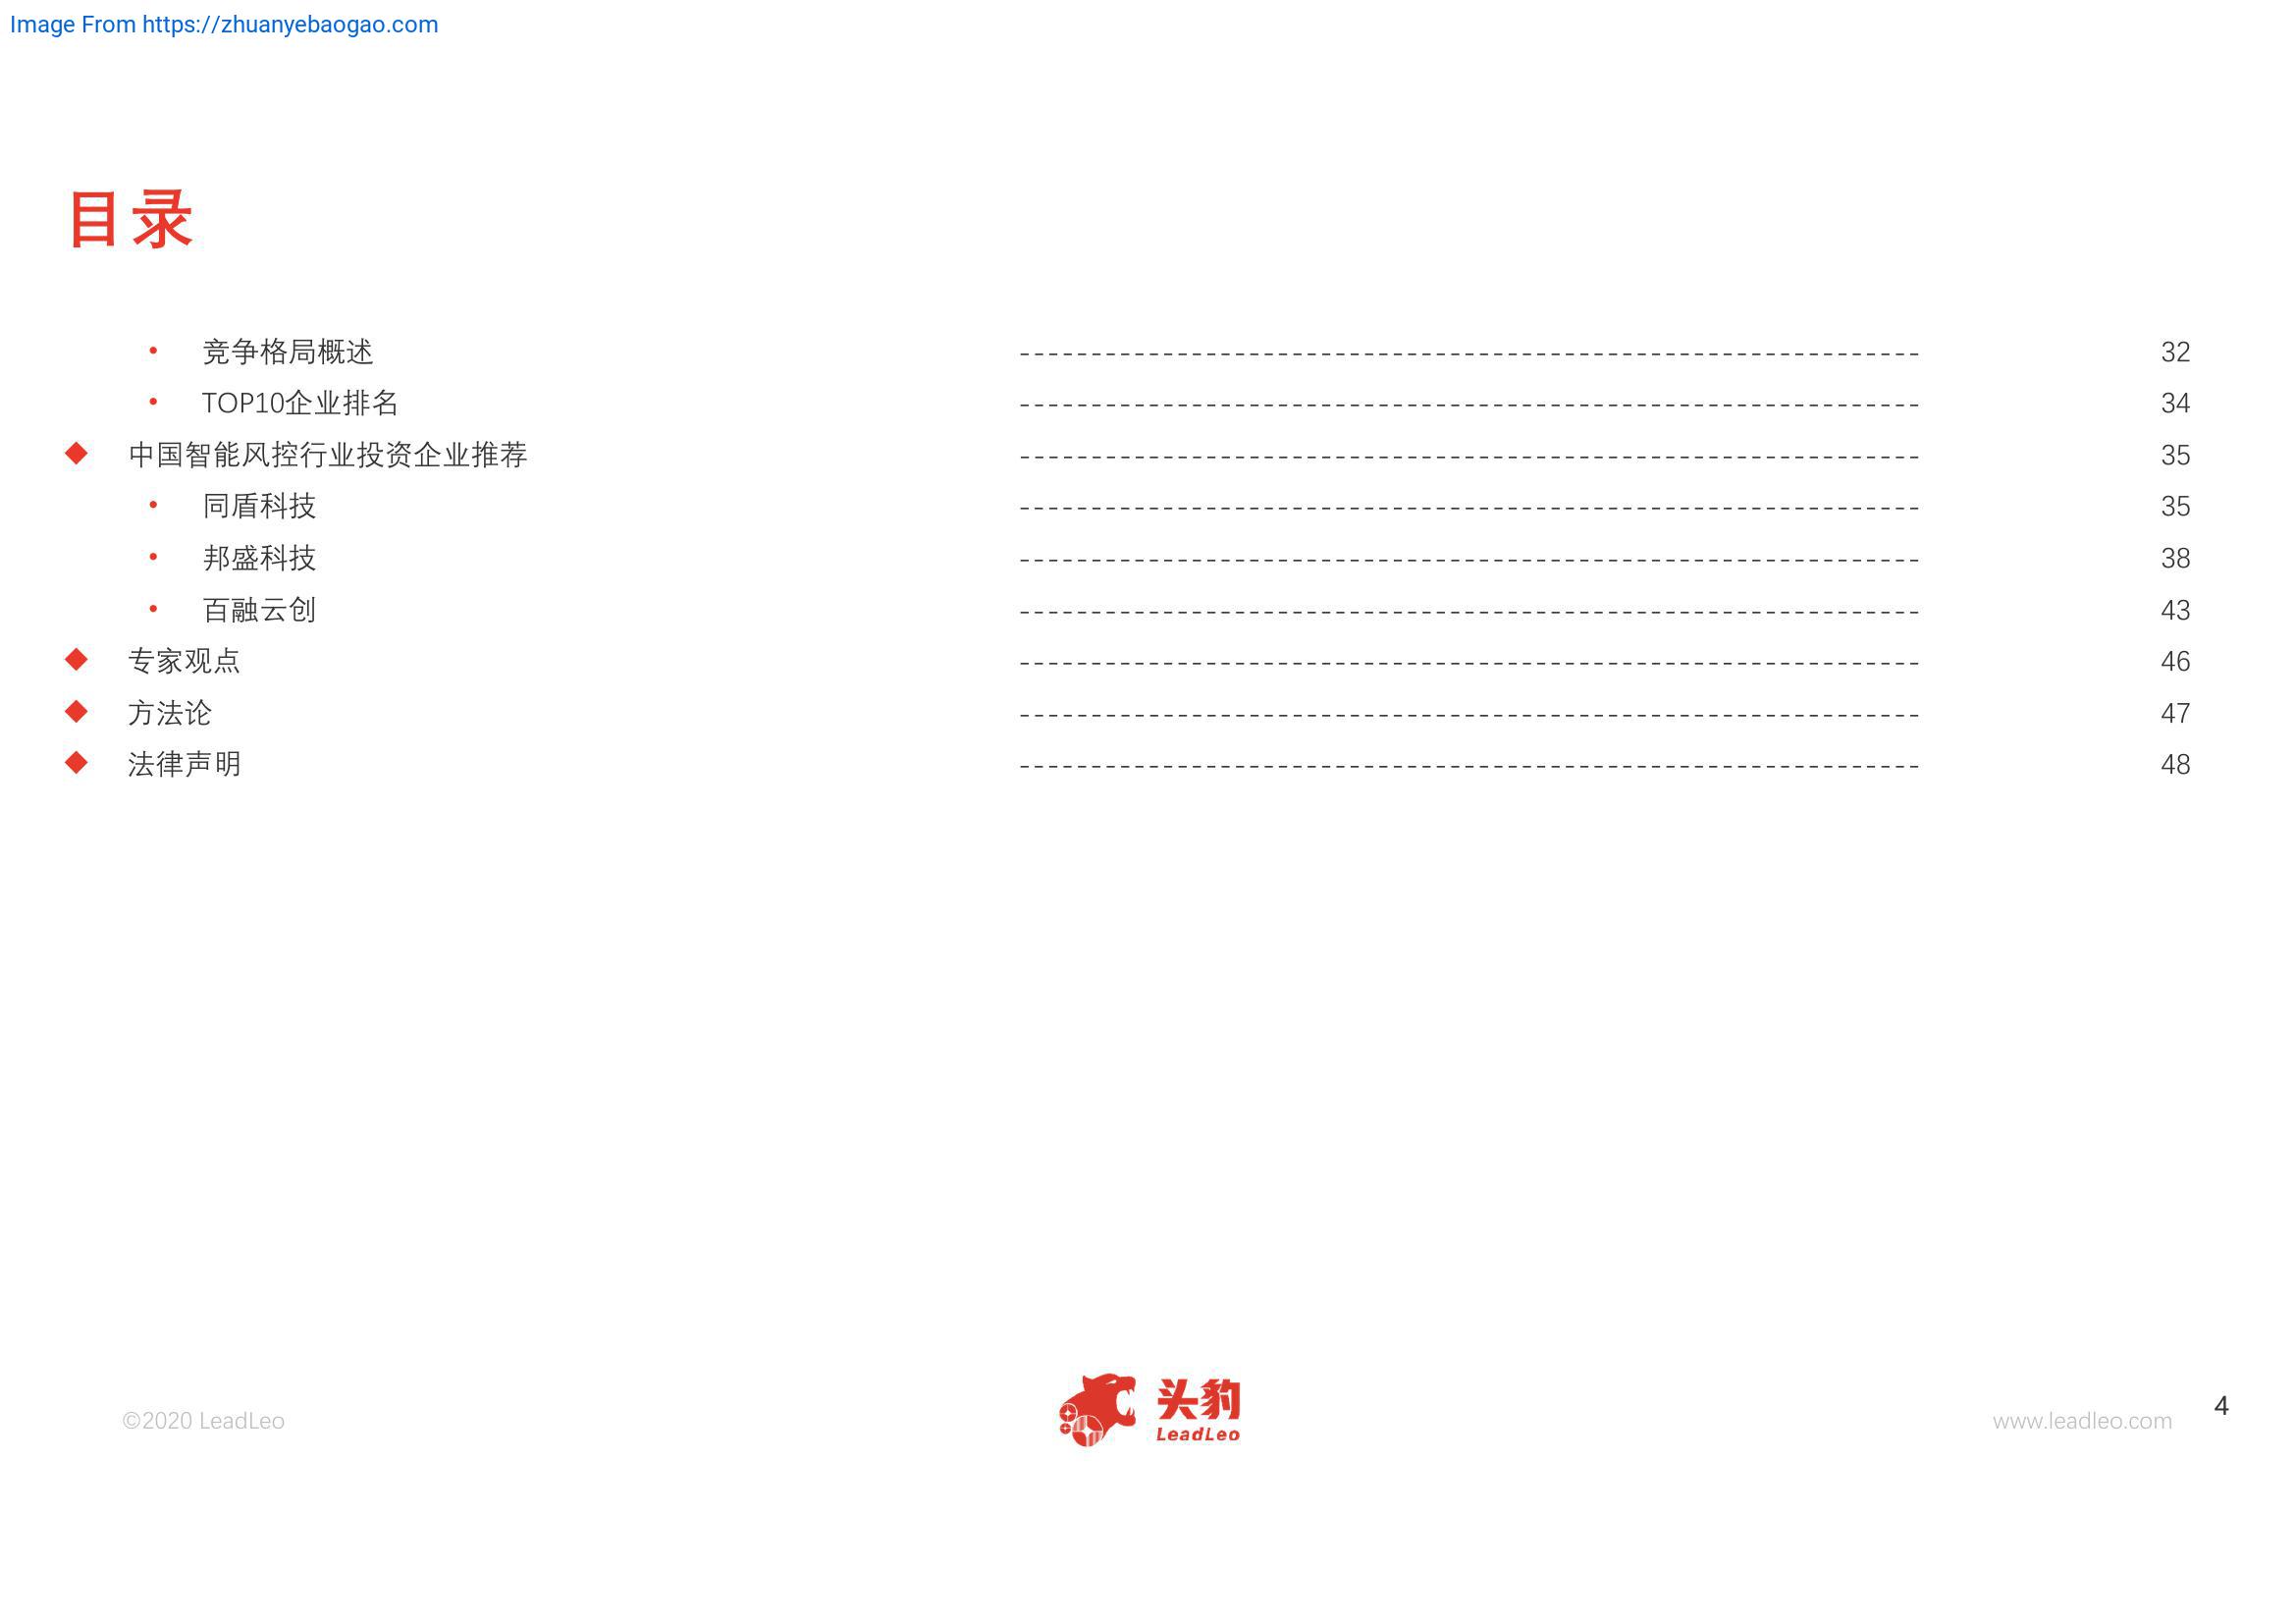 Image From https://zhuanyebaogao.com
目录
• 竞争格局概述 --------------------------------------------------------------- 32
• TOP10企业排名 --------------------------------------------------------------- 34
◆ 中国智能风控行业投资企业推荐 --------------------------------------------------------------- 35
• 同盾科技 --------------------------------------------------------------- 35
• 邦盛科技 --------------------------------------------------------------- 38
• 百融云创 --------------------------------------------------------------- 43
◆ 专家观点 --------------------------------------------------------------- 46
◆ 方法论 --------------------------------------------------------------- 47
◆ 法律声明 --------------------------------------------------------------- 48
©2020 LeadLeo
头豹
LeadLeo
www.leadleo.com
4